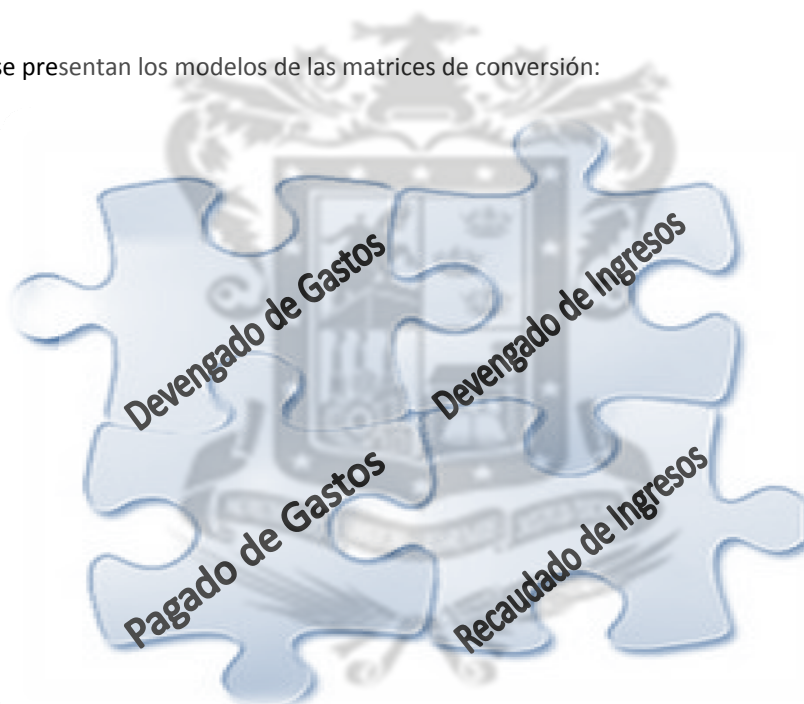 se presentan los modelos de las matrices de conversión:
Devengado de Gastos
Devengado de Ingresos
Pagado de Gastos
Recaudado de Ingresos